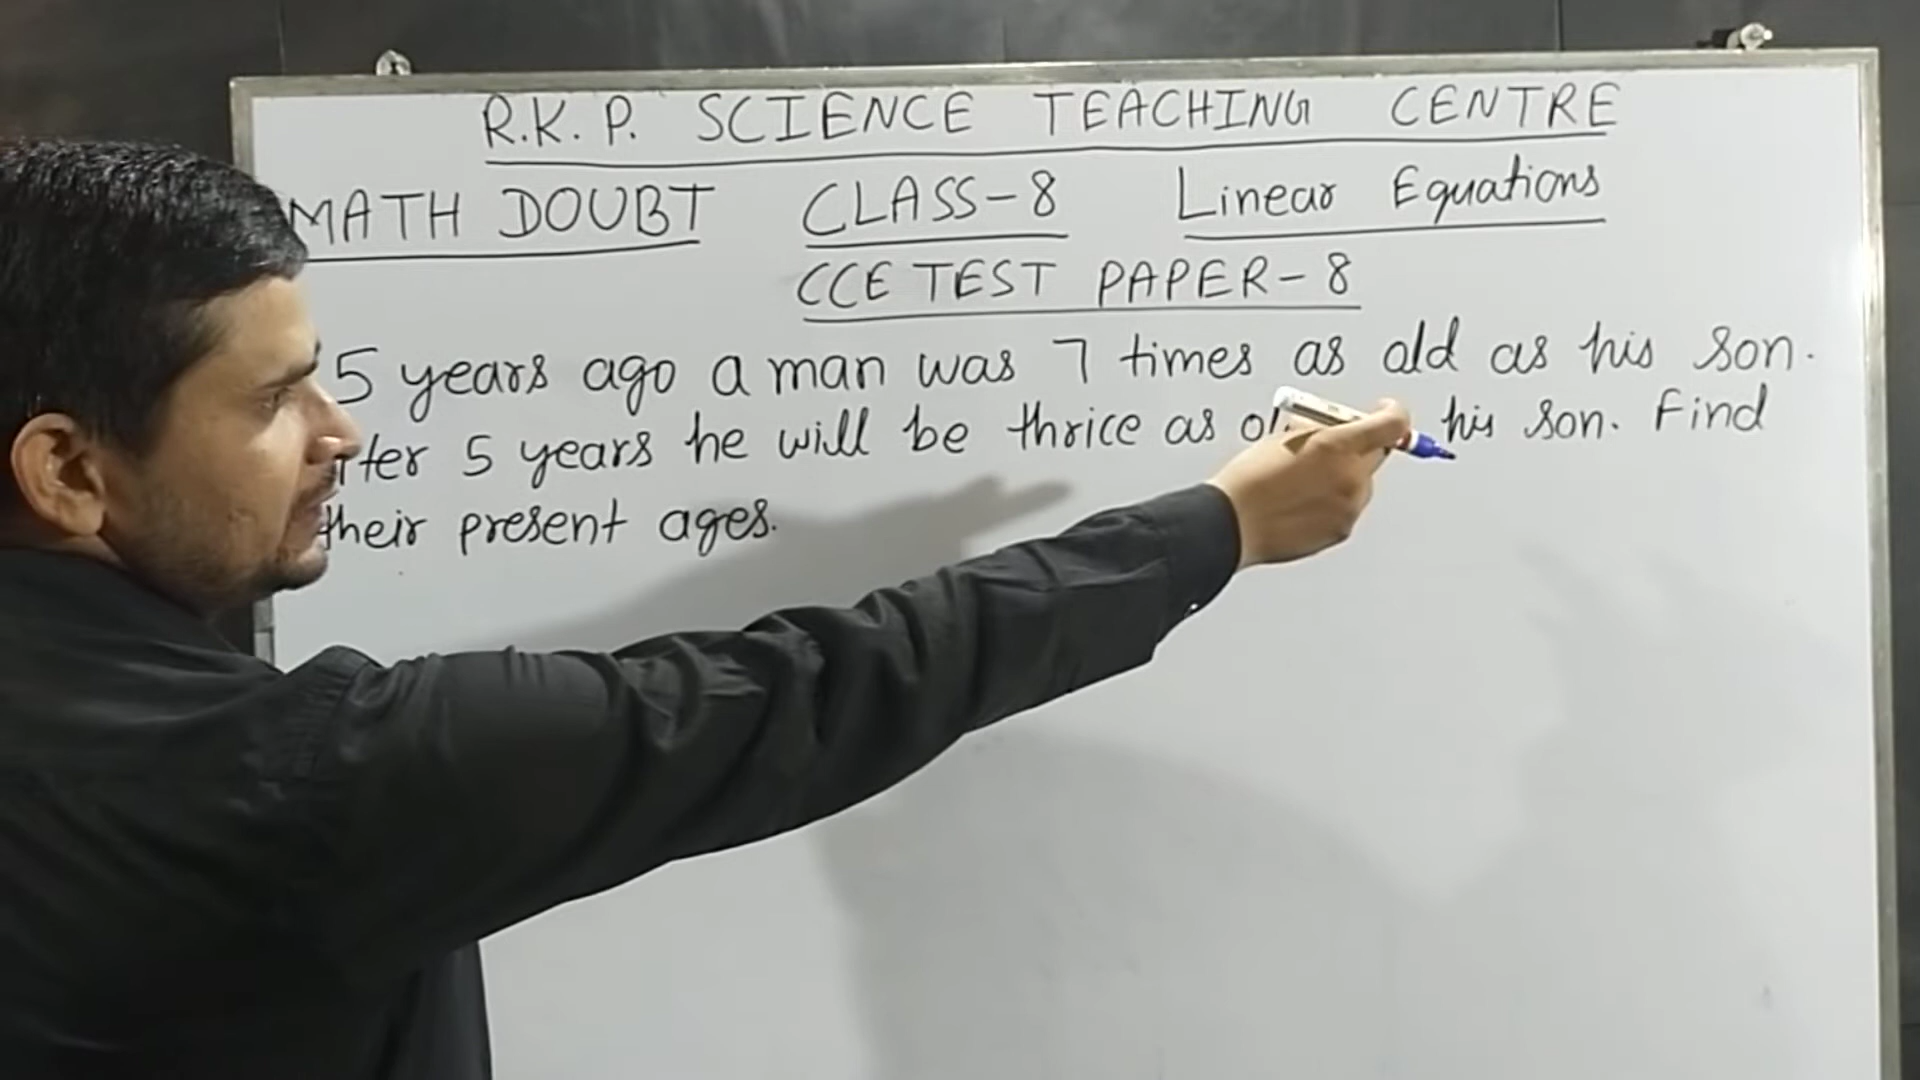 R.K.P. SCIENCE TEACHING CENTRE
MATH DOUBT CLASS-8 Linear Equations
CCE TEST PAPER-8
5 years ago a man was 7 times as old as his son.
5 years he will be thrice as his son. Find
their present ages.